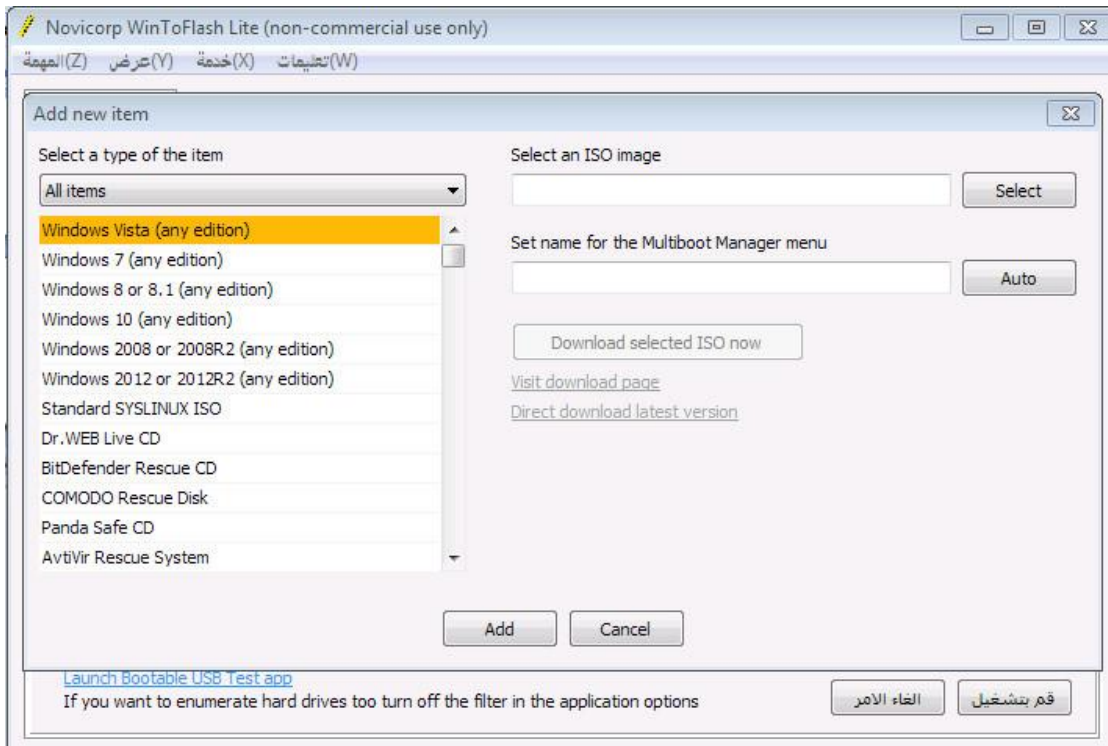 Novicorp WinToFlash Lite (non-commercial use only)
المهمة(Z) عرض(Y) خدمة(X) تعليمات(W)
Add new item
Select a type of the item
All items
Windows Vista (any edition)
Windows 7 (any edition)
Windows 8 or 8.1 (any edition)
Windows 10 (any edition)
Windows 2008 or 2008R2 (any edition)
Windows 2012 or 2012R2 (any edition)
Standard SYSLINUX ISO
Dr.WEB Live CD
BitDefender Rescue CD
COMODO Rescue Disk
Panda Safe CD
AvtiVir Rescue System
Select an ISO image
Select
Set name for the Multiboot Manager menu
Auto
Download selected ISO now
Visit download page
Direct download latest version
Add Cancel
Launch Bootable USB Test app
If you want to enumerate hard drives too turn off the filter in the application options
الغاء الامر
قم بتشغيل